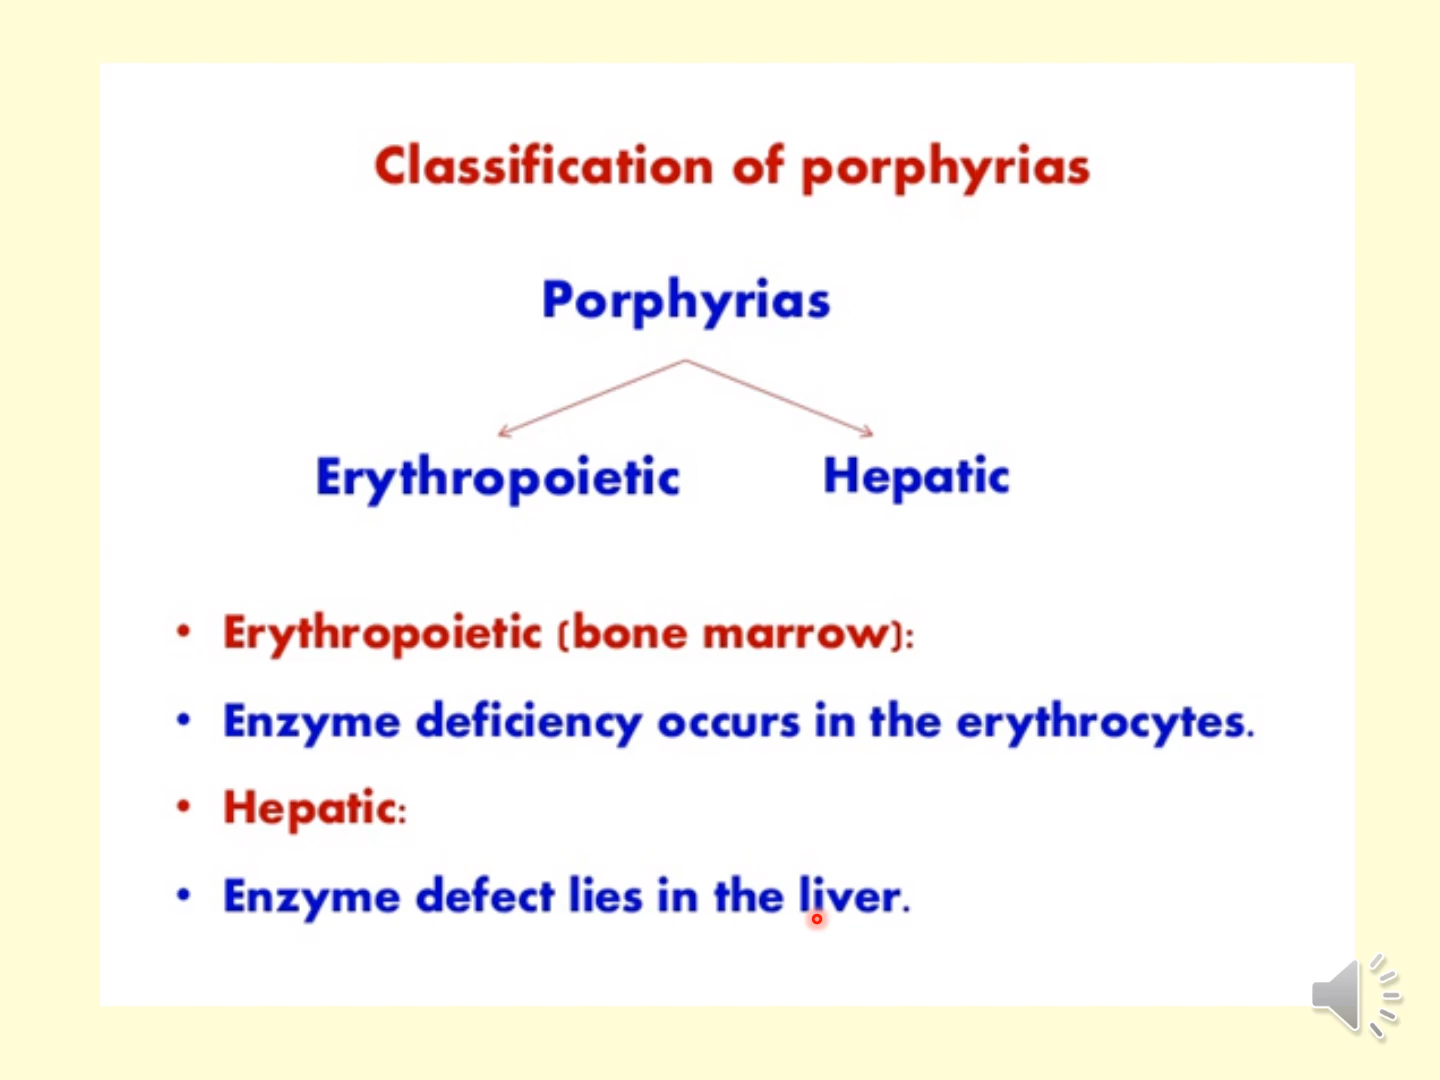 Classification of porphyrias
Porphyrias
Erythropoietic Hepatic
• Erythropoietic (bone marrow):
• Enzyme deficiency occurs in the erythrocytes.
• Hepatic:
• Enzyme defect lies in the liver.